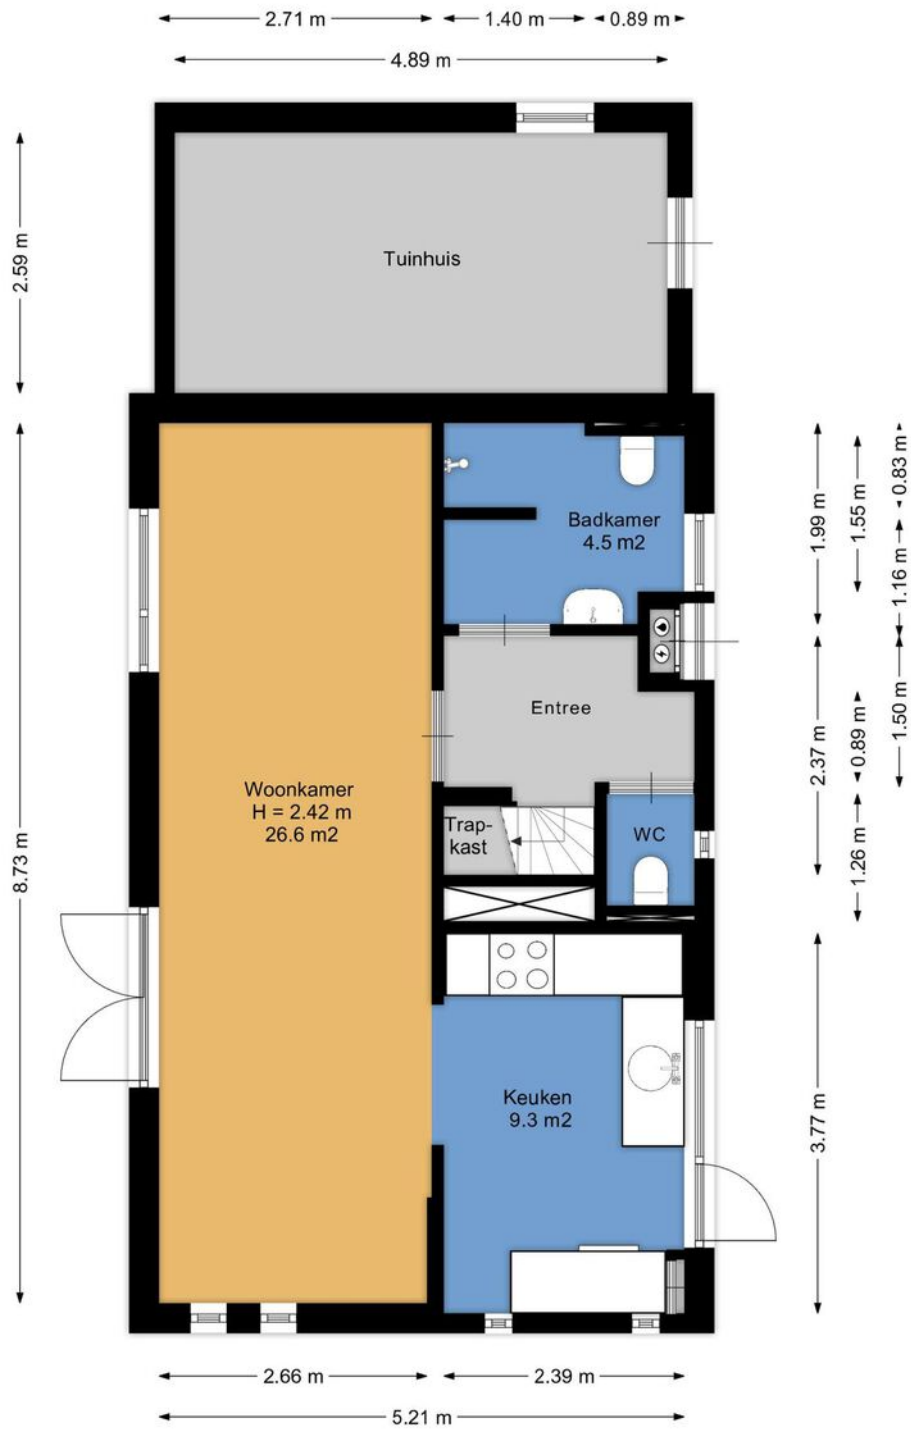 2.71 m
1.40 m
0.89 m
4.89 m
2.59 m
Tuinhuis
8.73 m
Badkamer
4.5 m2
1.99 m
1.55 m
0.83 m
1.16 m
Entree
2.37 m
0.89 m
1.50 m
Woonkamer
H = 2.42 m
26.6 m2
Trap-
kast
WC
1.26 m
Keuken
9.3 m2
3.77 m
2.66 m
2.39 m
5.21 m